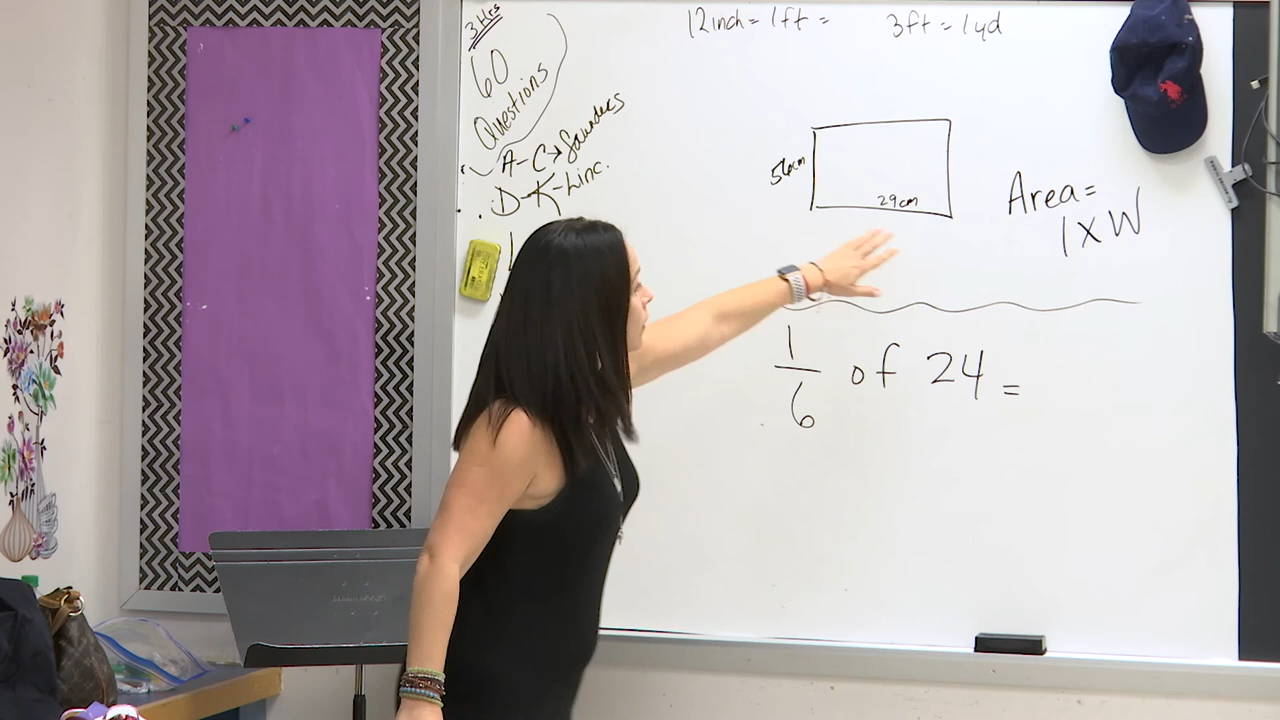 3 Hrs
60
Questions
A-C→Saunders
D-K-Linc.
12inch = 1ft =
3ft = 1yd
56cm
29cm
Area=
l X W
1
6
of 24 =